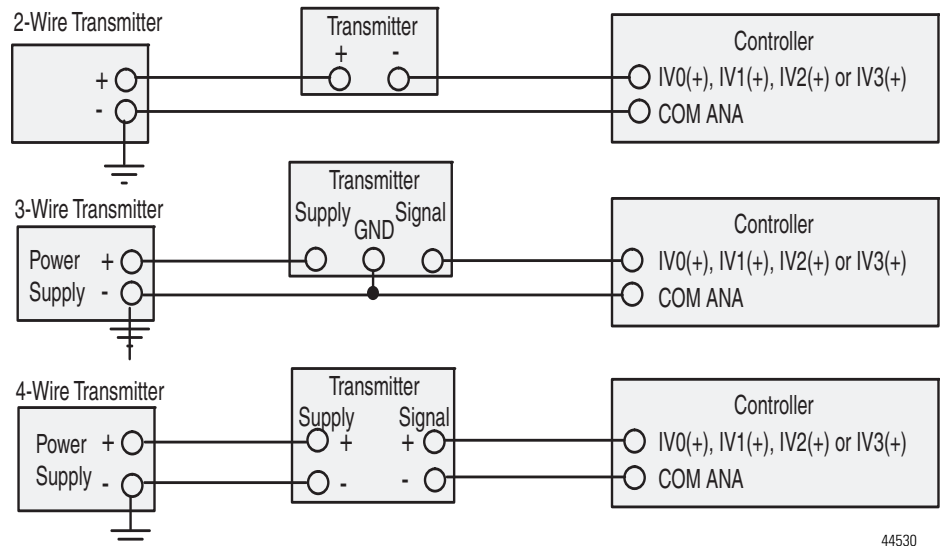 2-Wire Transmitter
+
-
Transmitter
+ -
Controller
IV0(+), IV1(+), IV2(+) or IV3(+)
COM ANA
3-Wire Transmitter
Power Supply
+
-
Transmitter
Supply GND Signal
Controller
IV0(+), IV1(+), IV2(+) or IV3(+)
COM ANA
4-Wire Transmitter
Power Supply
+
-
Transmitter
Supply Signal
+ +
- -
Controller
IV0(+), IV1(+), IV2(+) or IV3(+)
COM ANA
44530